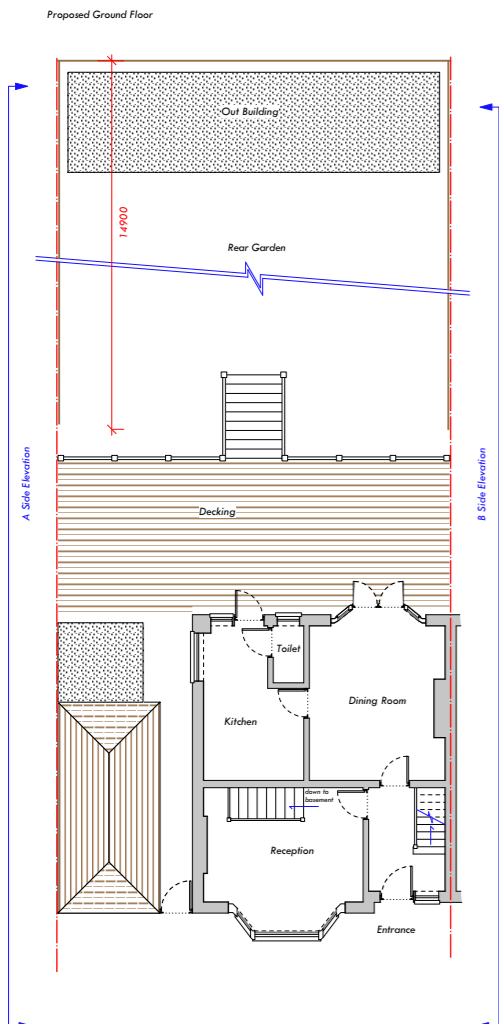 Proposed Ground Floor
Out Building
14900
Rear Garden
A Side Elevation
B Side Elevation
Decking
Toilet
Kitchen
Dining Room
down to
basement
Reception
Entrance